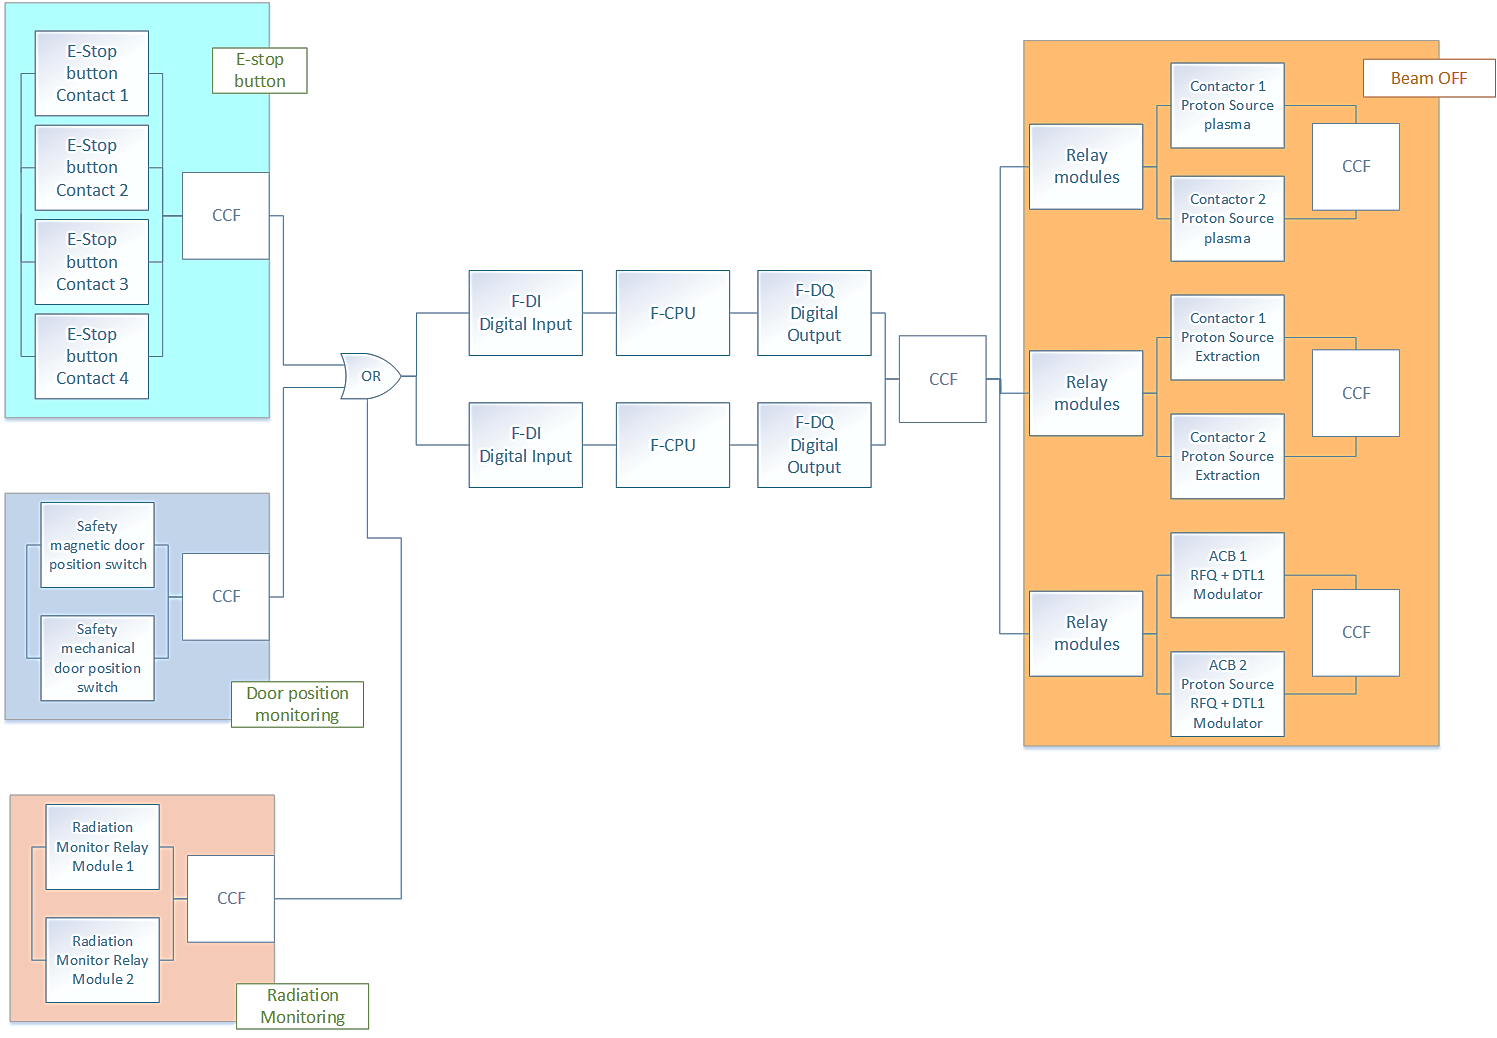 E-Stop
button
Contact 1
E-stop
button
E-Stop
button
Contact 2
CCF
E-Stop
button
Contact 3
E-Stop
button
Contact 4
OR
F-DI
Digital Input
F-CPU
F-DQ
Digital
Output
F-DI
Digital Input
F-CPU
F-DQ
Digital
Output
CCF
Safety
magnetic door
position switch
CCF
Safety
mechanical
door position
switch
Door position
monitoring
Radiation
Monitor Relay
Module 1
CCF
Radiation
Monitor Relay
Module 2
Radiation
Monitoring
Beam OFF
Relay
modules
Contactor 1
Proton Source
plasma
CCF
Contactor 2
Proton Source
plasma
Relay
modules
Contactor 1
Proton Source
Extraction
CCF
Contactor 2
Proton Source
Extraction
Relay
modules
ACB 1
RFQ + DTL1
Modulator
CCF
ACB 2
Proton Source
RFQ + DTL1
Modulator